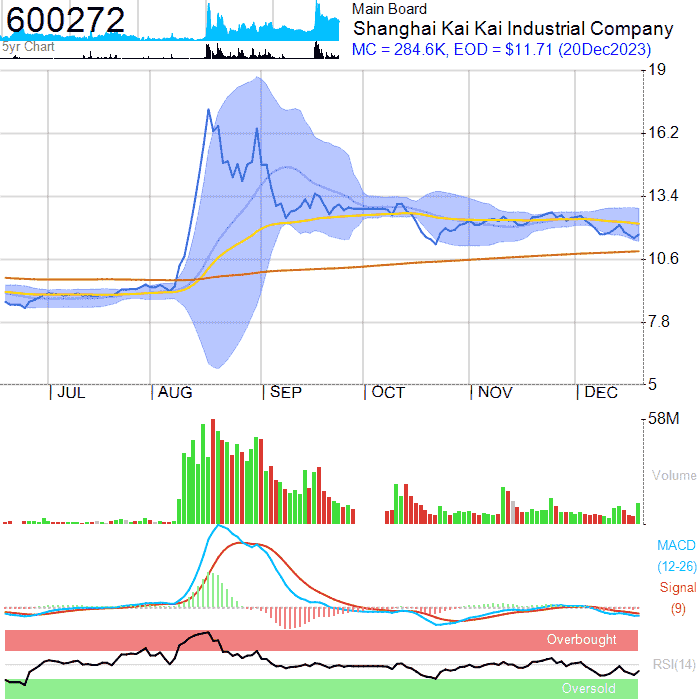 600272
5yr Chart
Main Board
Shanghai Kai Kai Industrial Company
MC = 284.6K, EOD = $11.71 (20Dec2023)
19
16.2
13.4
10.6
7.8
5
JUL
AUG
SEP
OCT
NOV
DEC
58M
Volume
MACD
(12-26)
Signal
(9)
Overbought
RSI(14)
Oversold